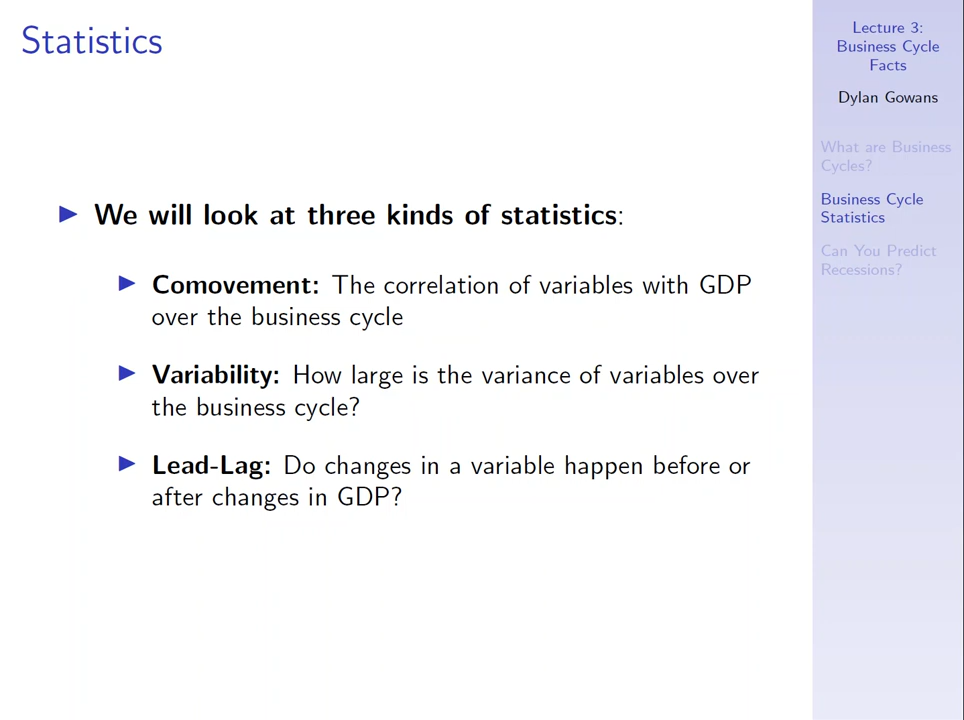 Statistics
▶ We will look at three kinds of statistics:
▶ Comovement: The correlation of variables with GDP
over the business cycle
▶ Variability: How large is the variance of variables over
the business cycle?
▶ Lead-Lag: Do changes in a variable happen before or
after changes in GDP?
Lecture 3:
Business Cycle
Facts
Dylan Gowans
What are Business
Cycles?
Business Cycle
Statistics
Can You Predict
Recessions?